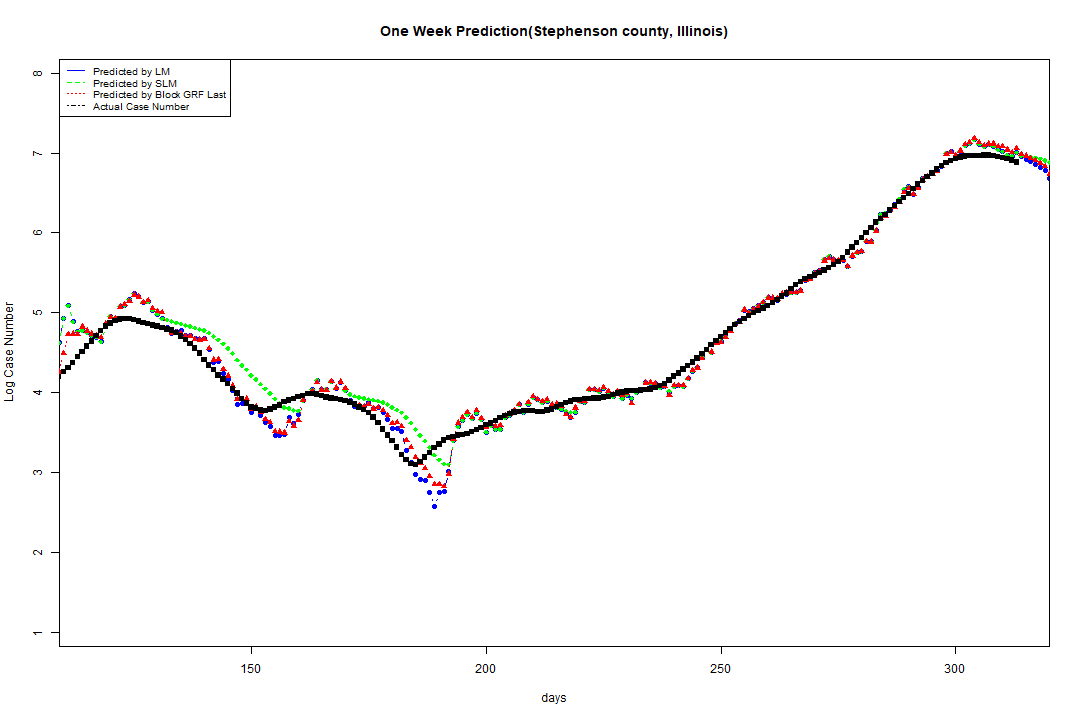 One Week Prediction(Stephenson county, Illinois)
Predicted by LM
Predicted by SLM
Predicted by Block GRF Last
Actual Case Number
8
7
6
5
4
3
2
1
Log Case Number
150 200 250 300
days